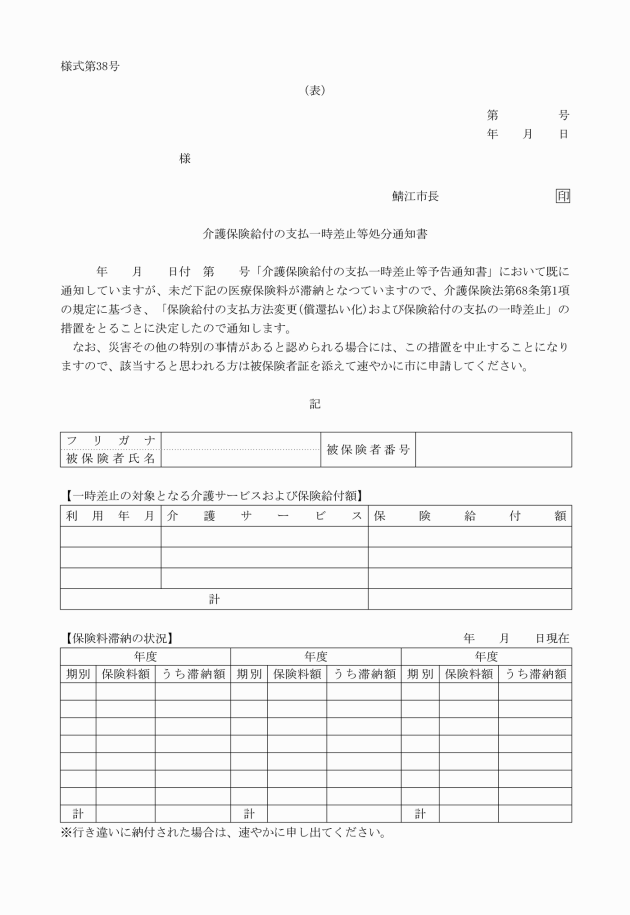 様式第38号
(表)
第　　　　　号
年　　月　　日
様
鯖江市長　　　　　　　　　　印
介護保険給付の支払一時差止等処分通知書
年　　月　　日付　第　　号「介護保険給付の支払一時差止等予告通知書」において既に
通知していますが、未だ下記の医療保険料が滞納となつていますので、介護保険法第68条第1項
の規定に基づき、「保険給付の支払方法変更(償還払い化)および保険給付の支払の一時差止」の
措置をとることに決定したので通知します。
なお、災害その他の特別の事情があると認められる場合には、この措置を中止することになり
ますので、該当すると思われる方は被保険者証を添えて速やかに市に申請してください。
記
フリガナ
被保険者氏名　被保険者番号
【一時差止の対象となる介護サービスおよび保険給付額】
利用年月　介護サービス　保険給付額
計
【保険料滞納の状況】　　年　　月　　日現在
年度　年度　年度
期別　保険料額　うち滞納額　期別　保険料額　うち滞納額　期別　保険料額　うち滞納額
計　計　計
※行き違いに納付された場合は、速やかに申し出てください。